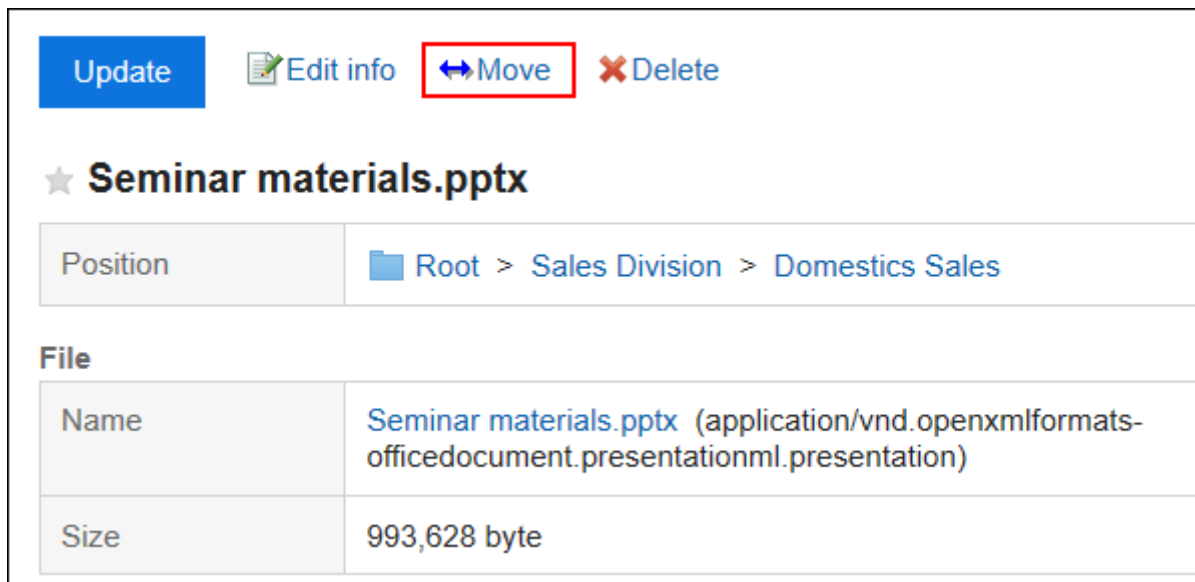 Update Edit info Move Delete
Seminar materials.pptx
Position Root > Sales Division > Domestics Sales
File
Name Seminar materials.pptx (application/vnd.openxmlformats-
officedocument.presentationml.presentation)
Size 993,628 byte